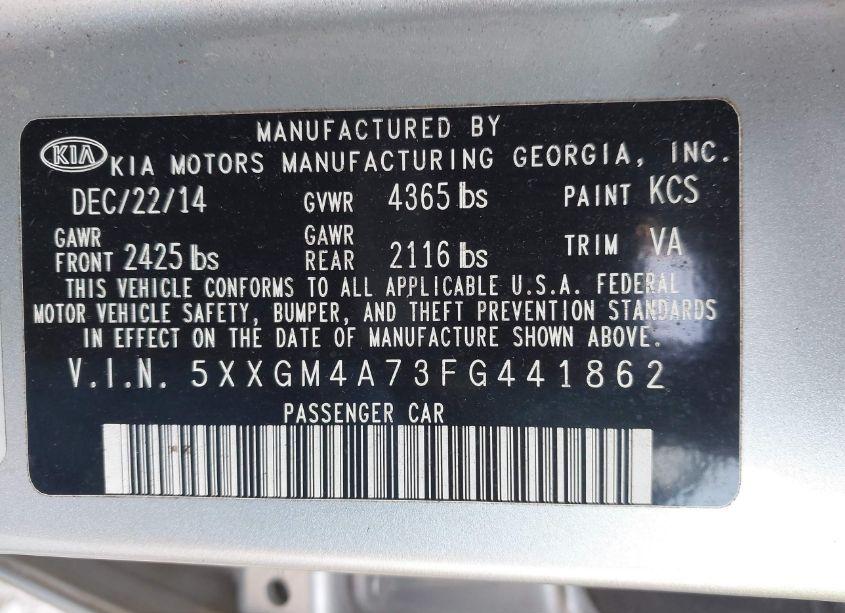 MANUFACTURED BY
KIA KIA MOTORS MANUFACTURING GEORGIA, INC.
DEC/22/14 GVWR 4365 lbs PAINT KCS
GAWR FRONT 2425 lbs GAWR REAR 2116 lbs TRIM VA
THIS VEHICLE CONFORMS TO ALL APPLICABLE U.S.A. FEDERAL
MOTOR VEHICLE SAFETY, BUMPER, AND THEFT PREVENTION STANDARDS
IN EFFECT ON THE DATE OF MANUFACTURE SHOWN ABOVE.
V.I.N. 5XXGM4A73FG441862
PASSENGER CAR